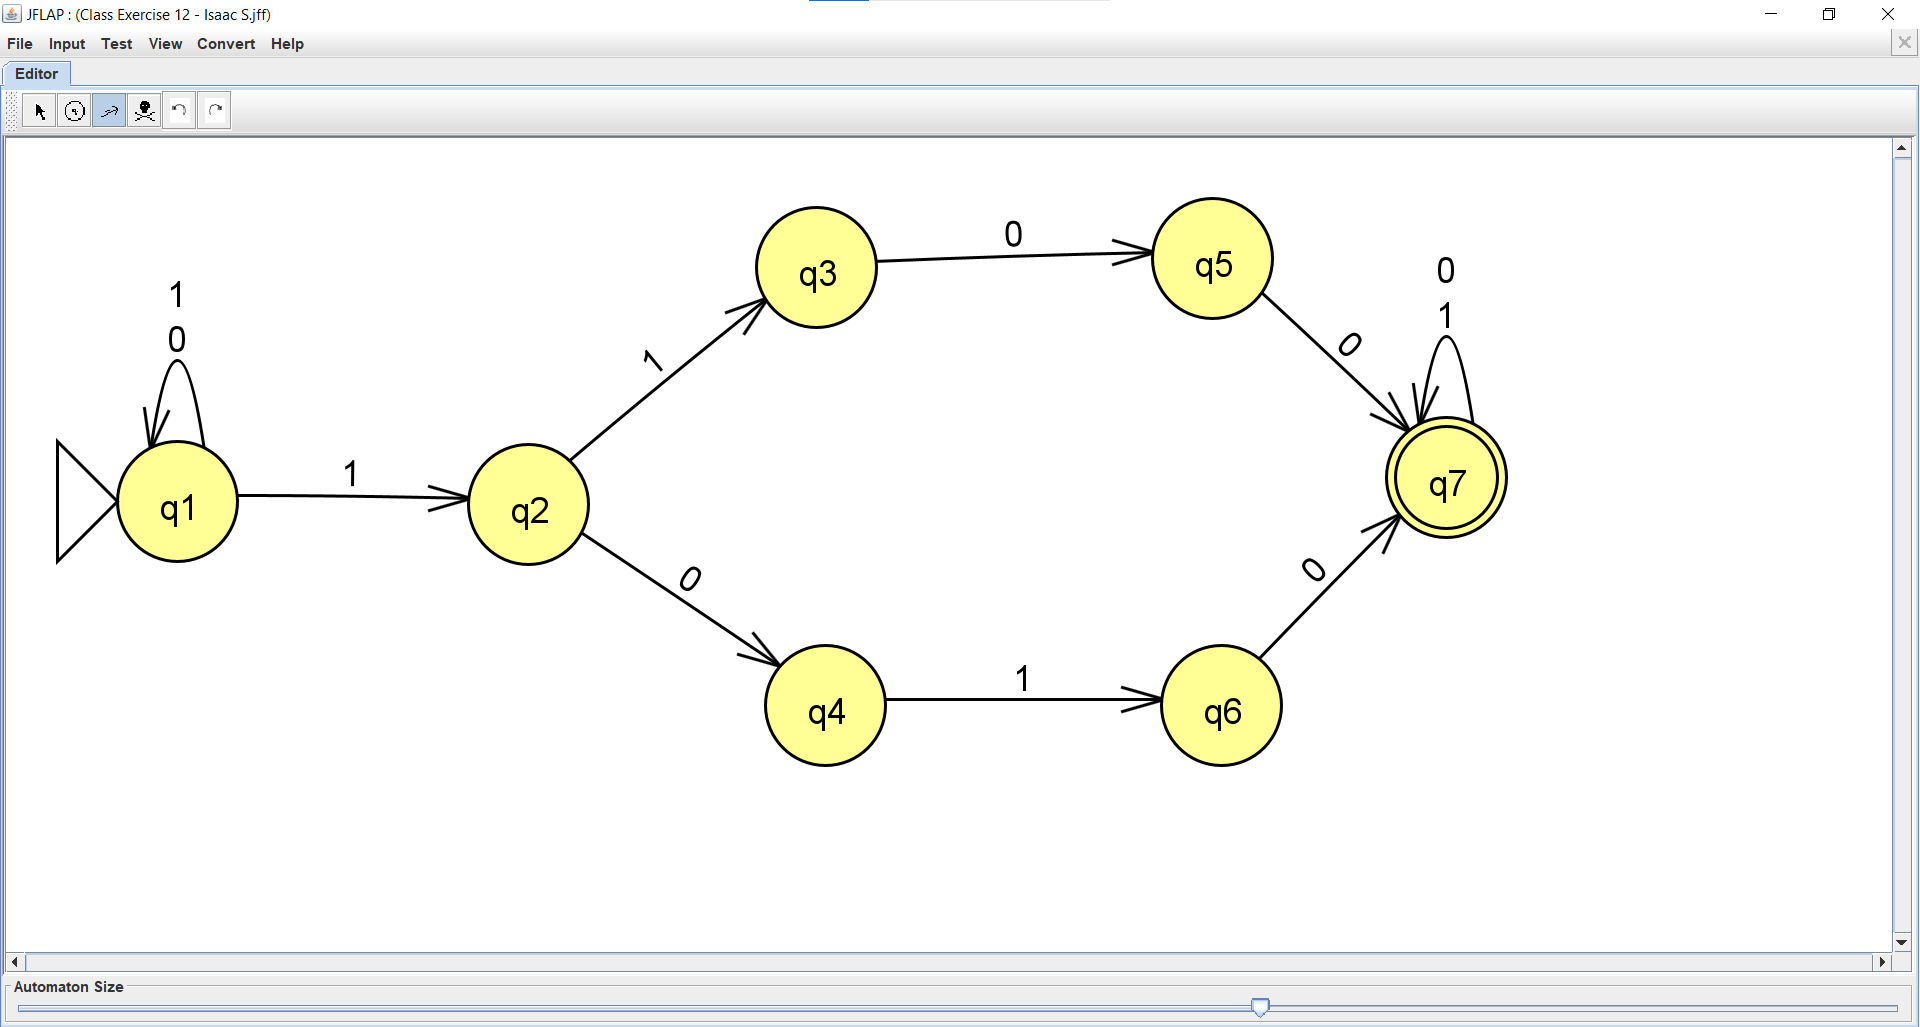 JFLAP : (Class Exercise 12 - Isaac S.jff)
File Input Test View Convert Help
Editor
q3
0
q5
0
1
1
0
1
0
q1
1
q2
q7
0
0
q4
1
q6
Automaton Size